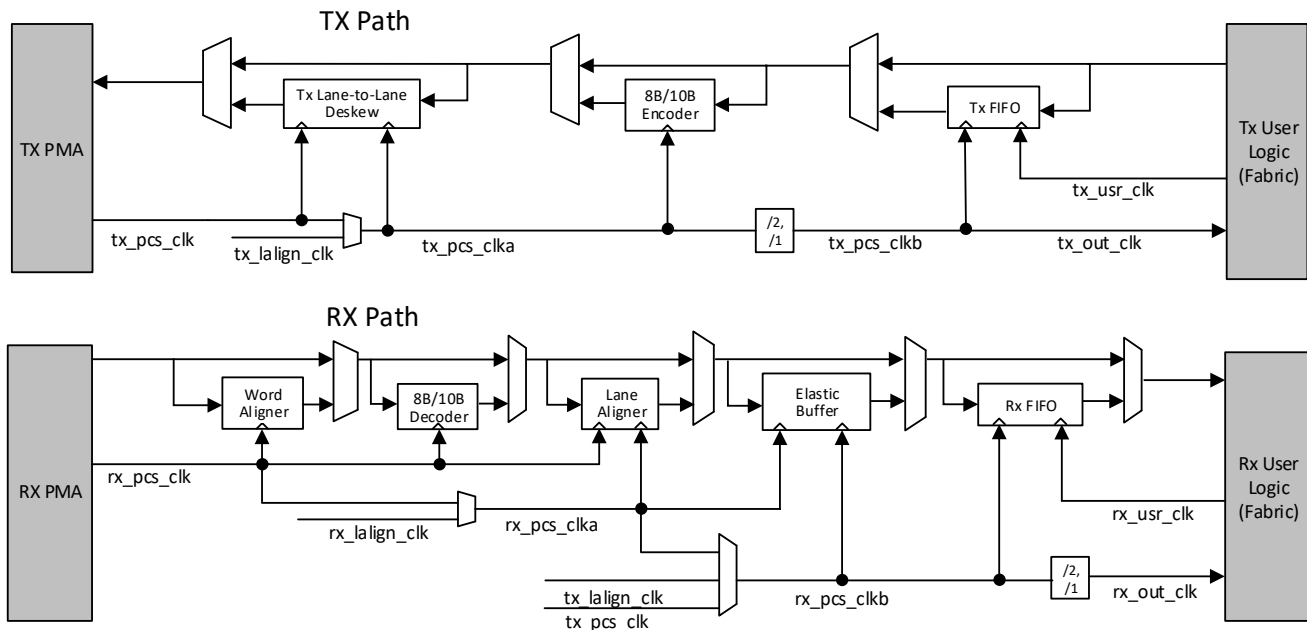 TX Path
TX PMA
Tx Lane-to-Lane
Deskew
8B/10B
Encoder
Tx FIFO
Tx User
Logic
(Fabric)
tx_usr_clk
tx_pcs_clk
tx_lalign_clk
tx_pcs_clka
/2,
/1
tx_pcs_clkb
tx_out_clk
RX Path
RX PMA
Word
Aligner
8B/10B
Decoder
Lane
Aligner
Elastic
Buffer
Rx FIFO
Rx User
Logic
(Fabric)
rx_pcs_clk
rx_lalign_clk
rx_pcs_clka
rx_usr_clk
tx_lalign_clk
tx_pcs_clk
rx_pcs_clkb
/2,
/1
rx_out_clk